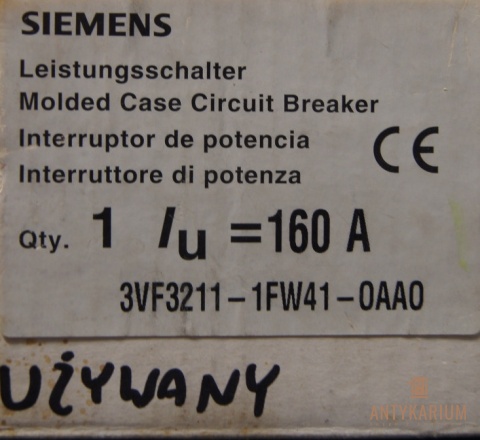 SIEMENS
Leistungsschalter
Molded Case Circuit Breaker
Interruptor de potencia
Interruttore di potenza
CE
Qty. 1 Iu = 160 A
3VF3211-1FW41-0AA0
UŻYWANY
ANTYKARIUM